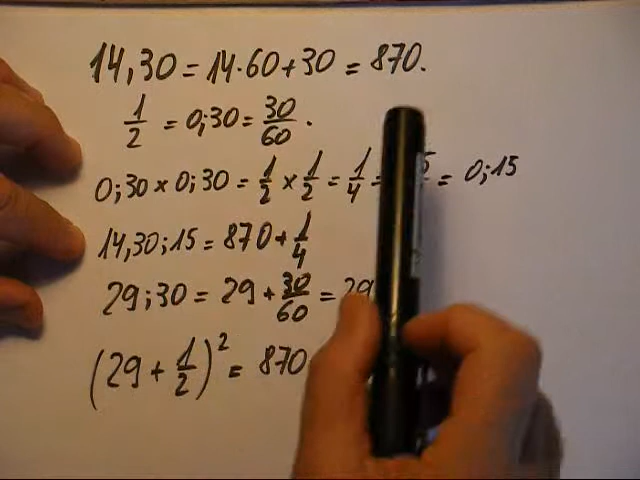 14,30 = 14·60+30 = 870.
1/2 = 0;30 = 30/60.
0;30 × 0;30 = 1/2 × 1/2 = 1/4 = = 0;15
14,30;15 = 870 + 1/4
29;30 = 29 + 30/60 = 29
(29 + 1/2)² = 870